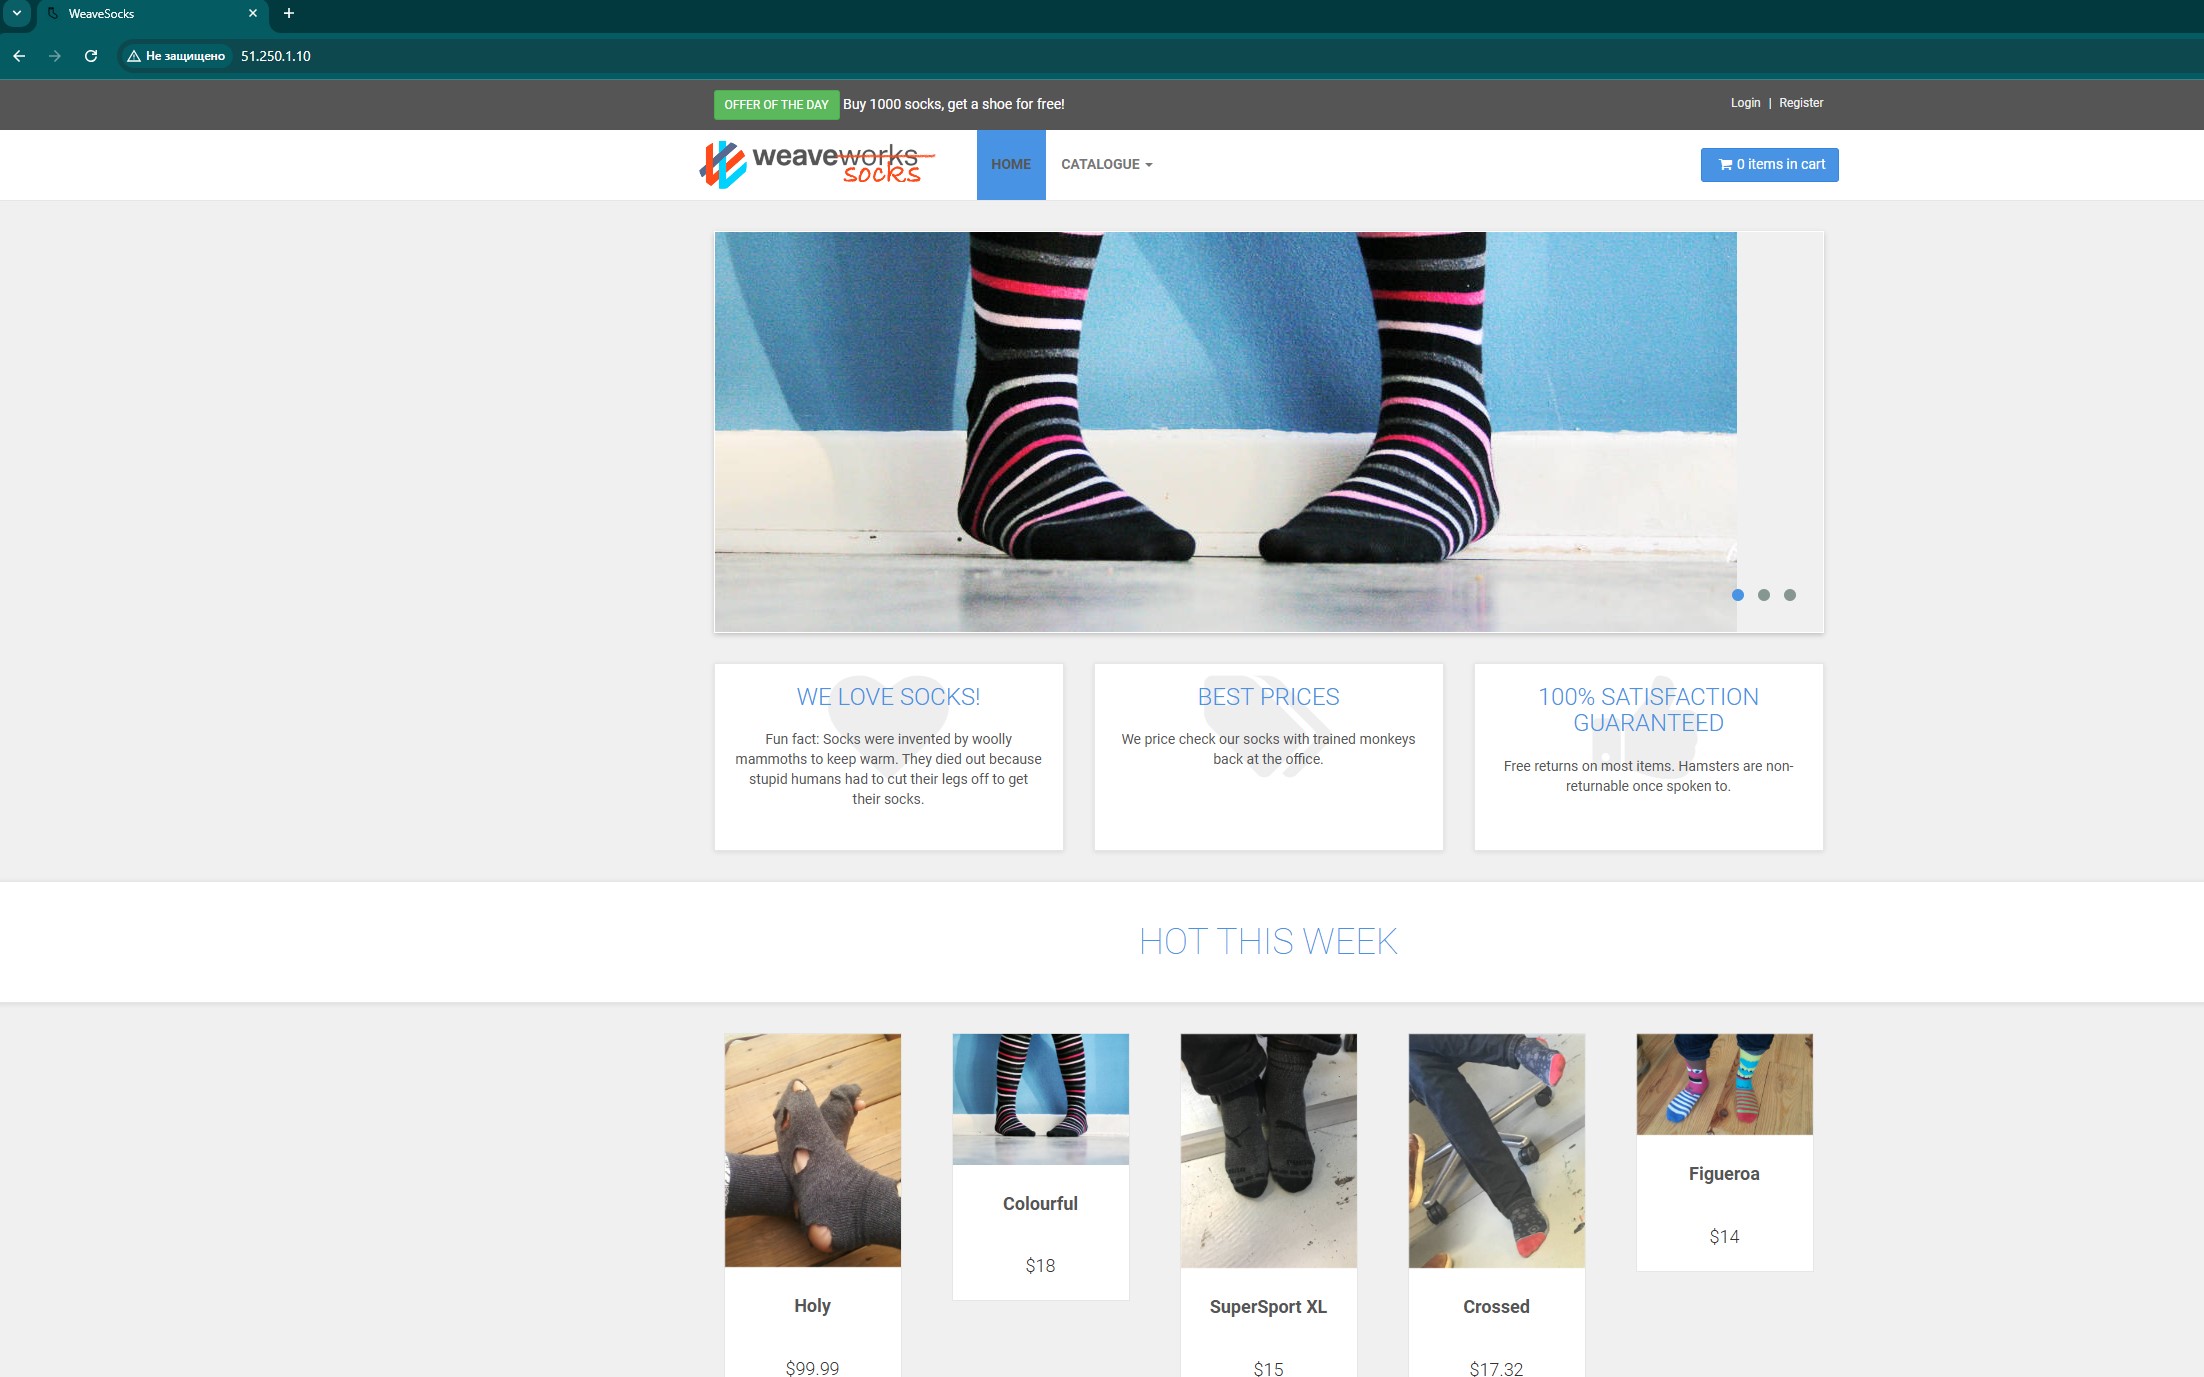 WeaveSocks
Не защищено 51.250.1.10
OFFER OF THE DAY Buy 1000 socks, get a shoe for free!
Login | Register
weaveworks
socks
HOME
CATALOGUE
0 items in cart
WE LOVE SOCKS!
Fun fact: Socks were invented by woolly
mammoths to keep warm. They died out because
stupid humans had to cut their legs off to get
their socks.
BEST PRICES
We price check our socks with trained monkeys
back at the office.
100% SATISFACTION
GUARANTEED
Free returns on most items. Hamsters are non-
returnable once spoken to.
HOT THIS WEEK
Holy
$99.99
Colourful
$18
SuperSport XL
$15
Crossed
$17.32
Figueroa
$14